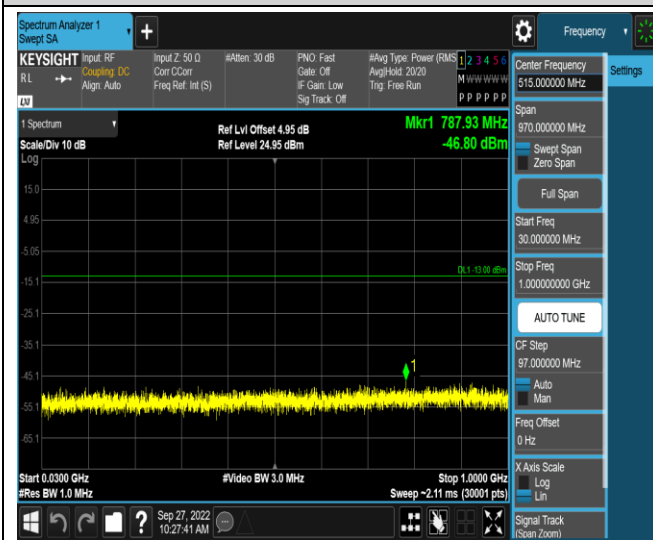 Spectrum Analyzer 1
Swept SA
+
Frequency
KEYSIGHT
RL
LXI
Input: RF
Coupling: DC
Align: Auto
Input Z: 50 Ω
Corr CCorr
Freq Ref: Int (S)
#Atten: 30 dB
PNO: Fast
Gate: Off
IF Gain: Low
Sig Track: Off
#Avg Type: Power (RMS
Avg|Hold: 20/20
Trig: Free Run
1 2 3 4 5 6
M W W W W W
P P P P P P
1 Spectrum
Scale/Div 10 dB
Ref Lvl Offset 4.95 dB
Ref Level 24.95 dBm
Mkr1 787.93 MHz
-46.80 dBm
Log
15.0
4.95
-5.05
-15.1
-25.1
-35.1
-45.1
-55.1
-65.1
DL1 -13.00 dBm
1
Start 0.0300 GHz
#Res BW 1.0 MHz
#Video BW 3.0 MHz
Stop 1.0000 GHz
Sweep ~2.11 ms (30001 pts)
?
Sep 27, 2022
10:27:41 AM
Center Frequency
515.000000 MHz
Span
970.000000 MHz
Swept Span
Zero Span
Full Span
Start Freq
30.000000 MHz
Stop Freq
1.000000000 GHz
AUTO TUNE
CF Step
97.000000 MHz
Auto
Man
Freq Offset
0 Hz
X Axis Scale
Log
Lin
Signal Track
(Span Zoom)
Settings